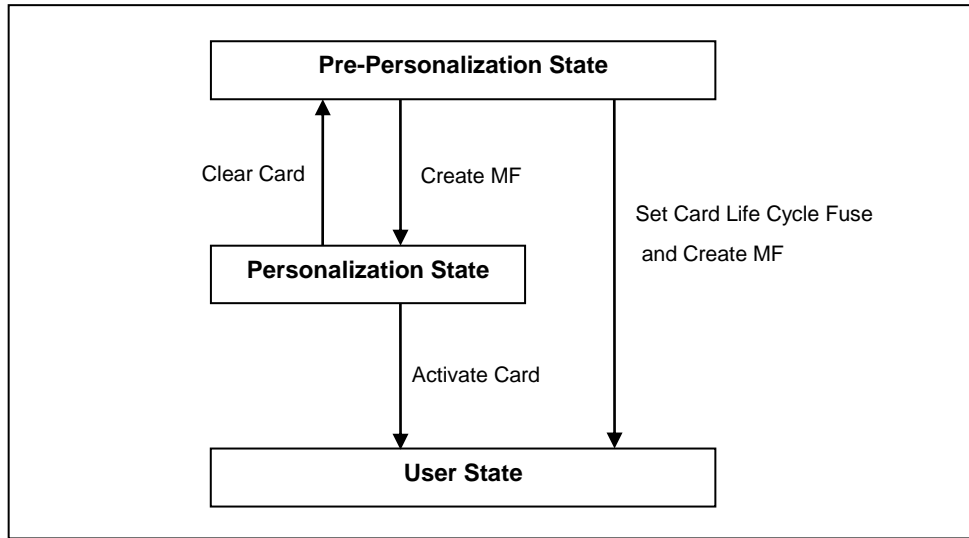 Pre-Personalization State
Clear Card
Create MF
Set Card Life Cycle Fuse
and Create MF
Personalization State
Activate Card
User State